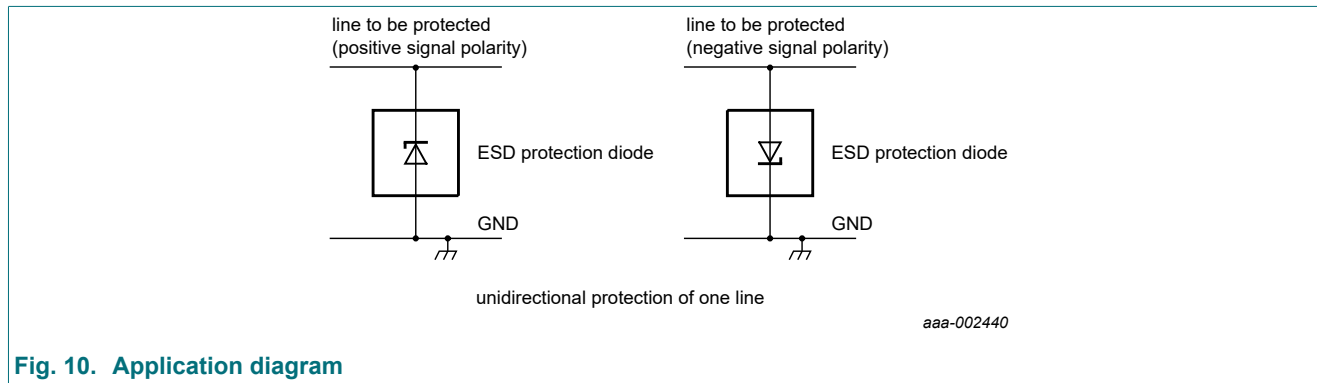 line to be protected
(positive signal polarity)
line to be protected
(negative signal polarity)
ESD protection diode
ESD protection diode
GND
GND
unidirectional protection of one line
aaa-002440
Fig. 10. Application diagram